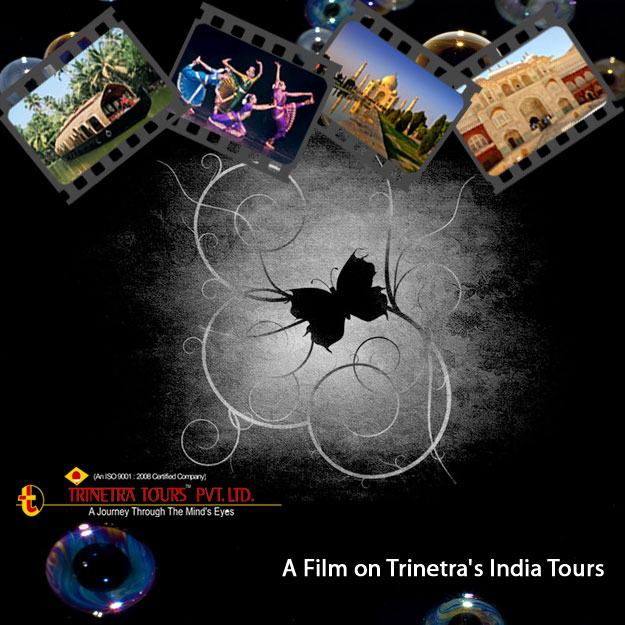 (An ISO 9001 : 2008 Certified Company)
t TRINETRA TOURS™ PVT. LTD.
A Journey Through The Mind's Eyes
A Film on Trinetra's India Tours